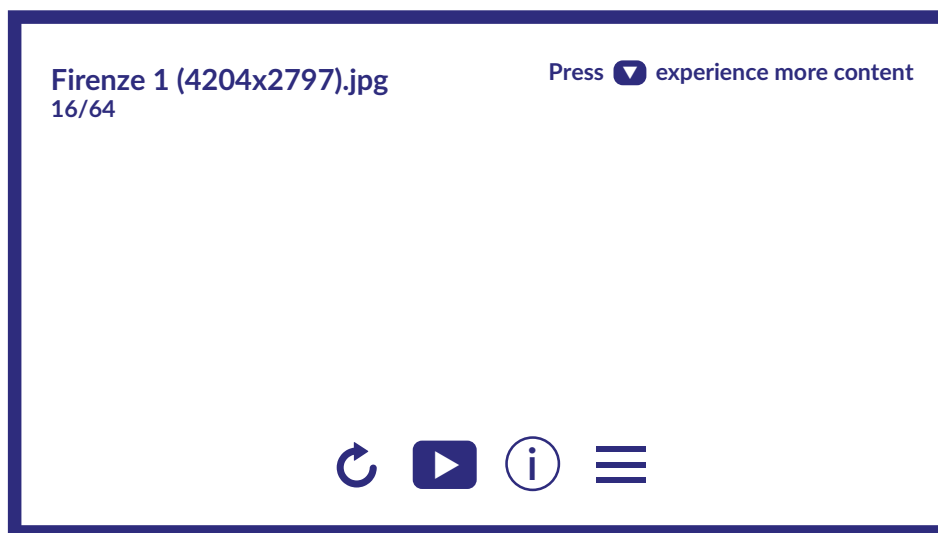 Firenze 1 (4204x2797).jpg
16/64
Press ▼ experience more content
i